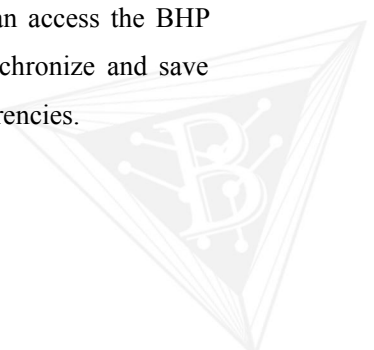 an access the BHP
chronize and save
rencies.
B